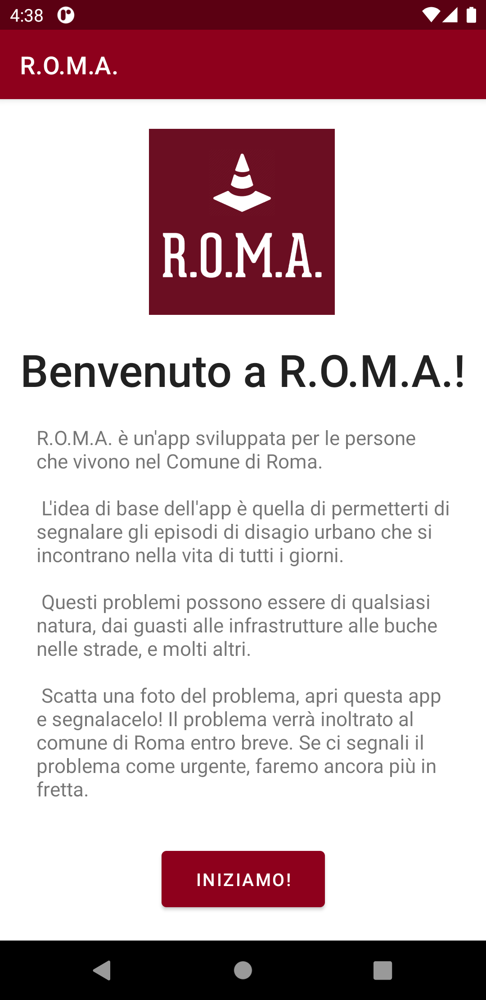 4:38
R.O.M.A.
R.O.M.A.
Benvenuto a R.O.M.A.!
R.O.M.A. è un'app sviluppata per le persone
che vivono nel Comune di Roma.
L'idea di base dell'app è quella di permetterti di
segnalare gli episodi di disagio urbano che si
incontrano nella vita di tutti i giorni.
Questi problemi possono essere di qualsiasi
natura, dai guasti alle infrastrutture alle buche
nelle strade, e molti altri.
Scatta una foto del problema, apri questa app
e segnalacelo! Il problema verrà inoltrato al
comune di Roma entro breve. Se ci segnali il
problema come urgente, faremo ancora più in
fretta.
INIZIAMO!